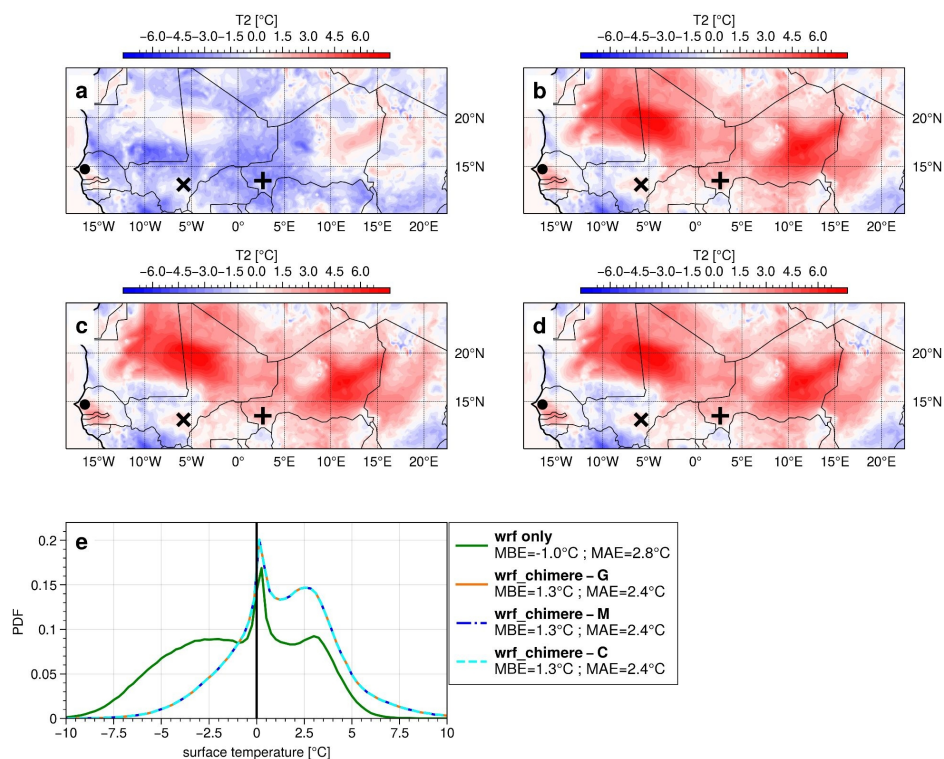 T2 [°C]
−6.0−4.5−3.0−1.5 0.0 1.5 3.0 4.5 6.0
a
20°N
15°N
15°W 10°W 5°W 0° 5°E 10°E 15°E 20°E
T2 [°C]
−6.0−4.5−3.0−1.5 0.0 1.5 3.0 4.5 6.0
b
20°N
15°N
15°W 10°W 5°W 0° 5°E 10°E 15°E 20°E
T2 [°C]
−6.0−4.5−3.0−1.5 0.0 1.5 3.0 4.5 6.0
c
20°N
15°N
15°W 10°W 5°W 0° 5°E 10°E 15°E 20°E
T2 [°C]
−6.0−4.5−3.0−1.5 0.0 1.5 3.0 4.5 6.0
d
20°N
15°N
15°W 10°W 5°W 0° 5°E 10°E 15°E 20°E
e
PDF
0.2
0.15
0.1
0.05
0
−10 −7.5 −5 −2.5 0 2.5 5 7.5 10
surface temperature [°C]
wrf only
MBE=-1.0°C ; MAE=2.8°C
wrf_chimere – G
MBE=1.3°C ; MAE=2.4°C
wrf_chimere – M
MBE=1.3°C ; MAE=2.4°C
wrf_chimere – C
MBE=1.3°C ; MAE=2.4°C